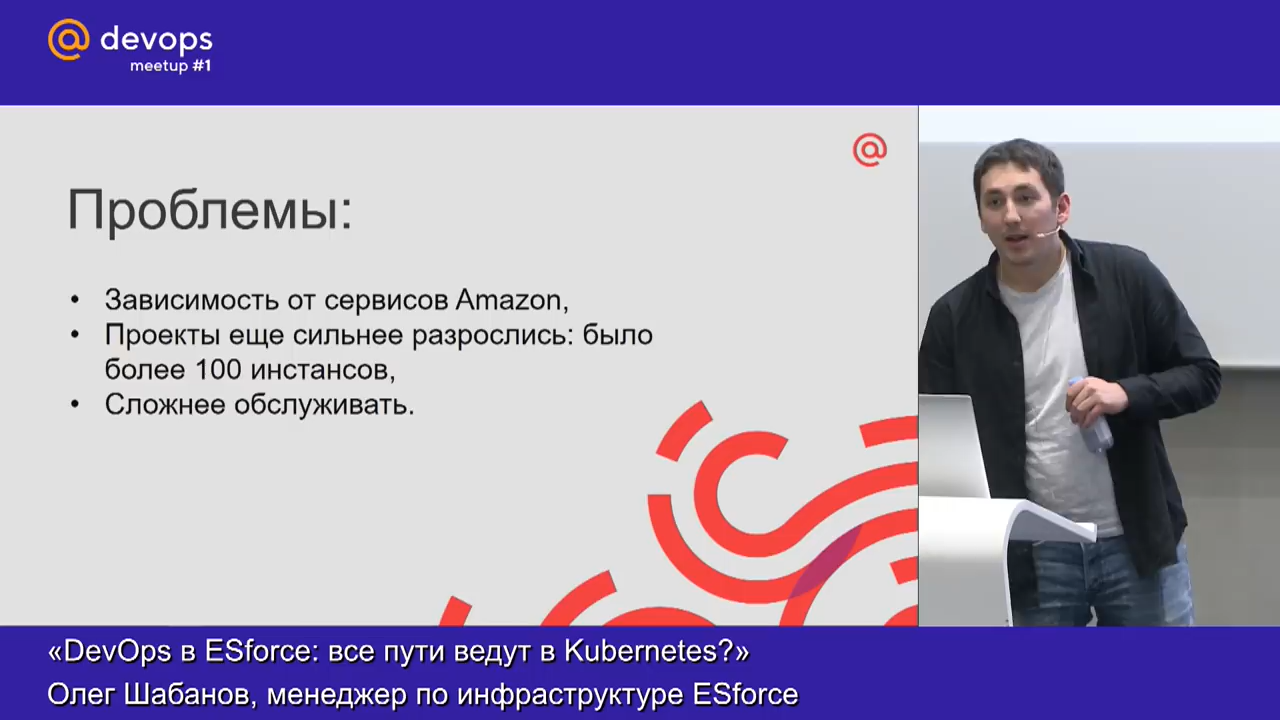 @ devops
meetup #1
@
Проблемы:
• Зависимость от сервисов Amazon,
• Проекты еще сильнее разрослись: было
более 100 инстансов,
• Сложнее обслуживать.
«DevOps в ESforce: все пути ведут в Kubernetes?»
Олег Шабанов, менеджер по инфраструктуре ESforce